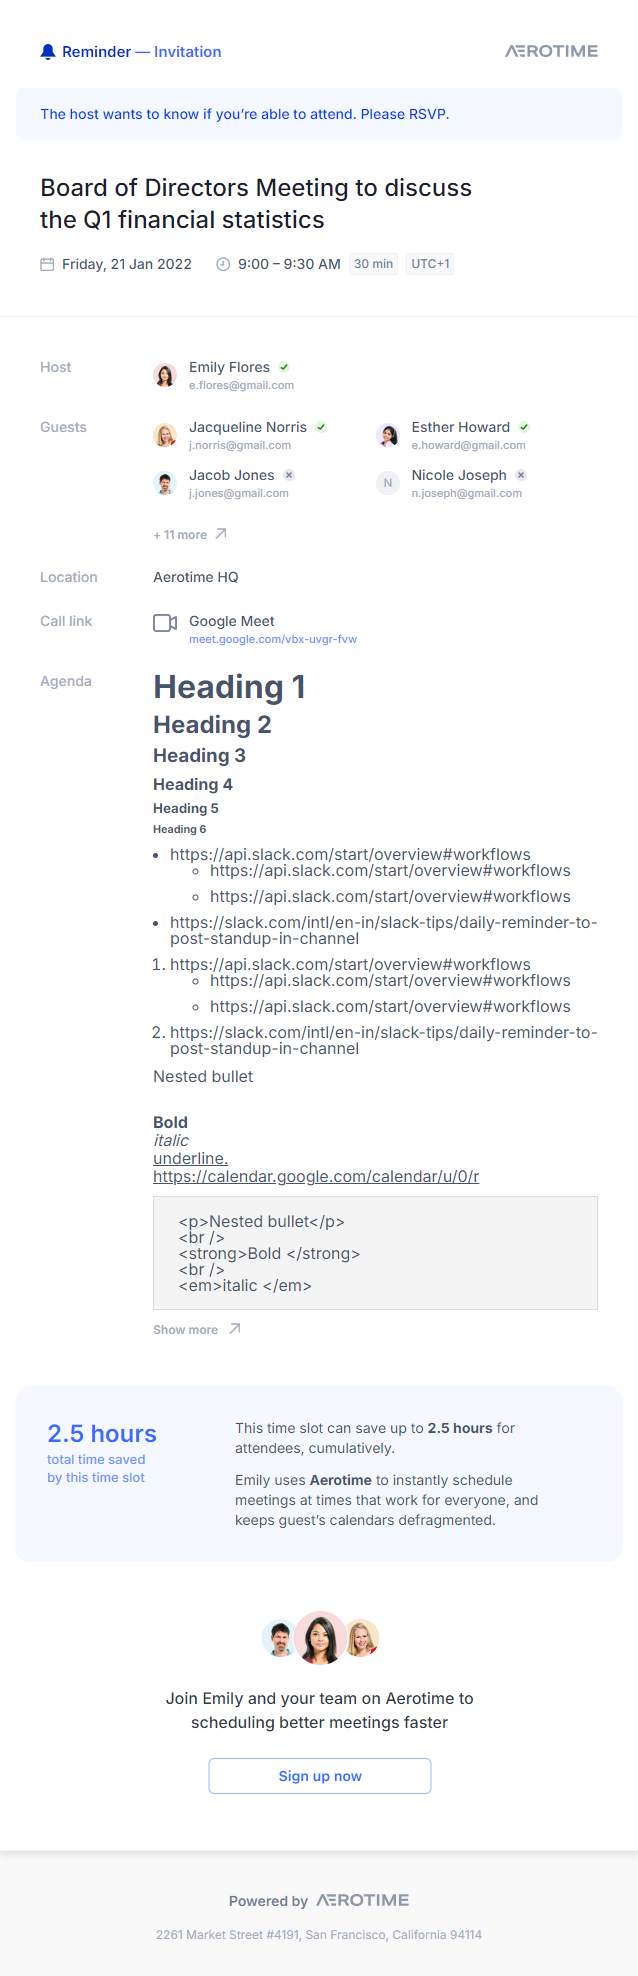 Reminder — Invitation
AEROTIME
The host wants to know if you're able to attend. Please RSVP.
Board of Directors Meeting to discuss
the Q1 financial statistics
Friday, 21 Jan 2022 9:00 – 9:30 AM 30 min UTC+1
Host
Emily Flores
e.flores@gmail.com
Guests
Jacqueline Norris
j.norris@gmail.com
Esther Howard
e.howard@gmail.com
Jacob Jones
j.jones@gmail.com
N
Nicole Joseph
n.joseph@gmail.com
+ 11 more
Location
Aerotime HQ
Call link
Google Meet
meet.google.com/vbx-uvgr-fvw
Agenda
Heading 1
Heading 2
Heading 3
Heading 4
Heading 5
Heading 6
• https://api.slack.com/start/overview#workflows
◦ https://api.slack.com/start/overview#workflows
◦ https://api.slack.com/start/overview#workflows
• https://slack.com/intl/en-in/slack-tips/daily-reminder-to-
post-standup-in-channel
1. https://api.slack.com/start/overview#workflows
◦ https://api.slack.com/start/overview#workflows
◦ https://api.slack.com/start/overview#workflows
2. https://slack.com/intl/en-in/slack-tips/daily-reminder-to-
post-standup-in-channel
Nested bullet
Bold
italic
underline.
https://calendar.google.com/calendar/u/0/r
<p>Nested bullet</p>
<br />
<strong>Bold </strong>
<br />
<em>italic </em>
Show more
2.5 hours
total time saved
by this time slot
This time slot can save up to 2.5 hours for
attendees, cumulatively.
Emily uses Aerotime to instantly schedule
meetings at times that work for everyone, and
keeps guest's calendars defragmented.
Join Emily and your team on Aerotime to
scheduling better meetings faster
Sign up now
Powered by AEROTIME
2261 Market Street #4191, San Francisco, California 94114